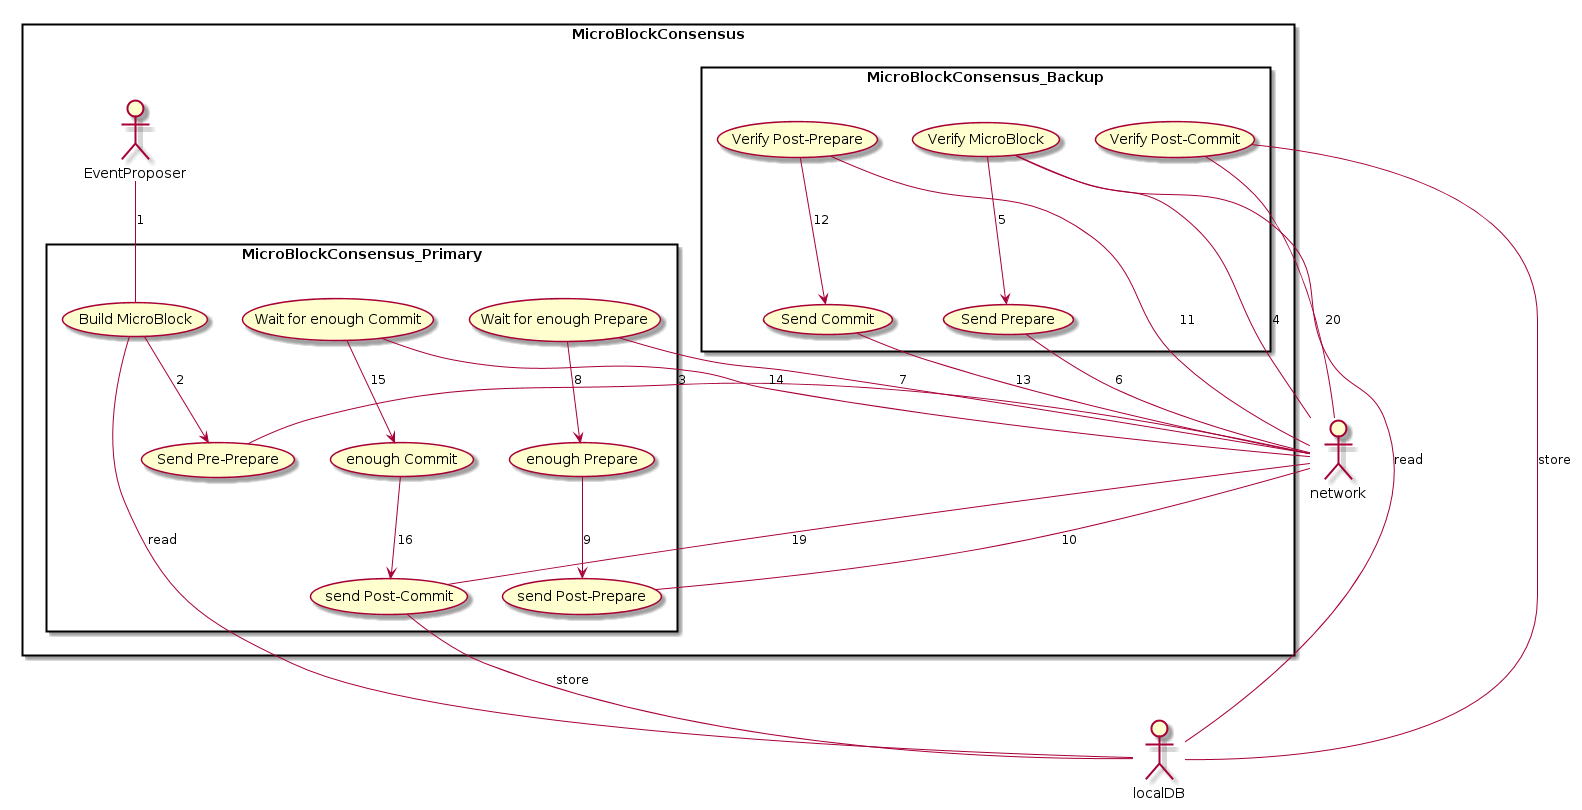 MicroBlockConsensus
MicroBlockConsensus_Backup
Verify Post-Prepare
Verify MicroBlock
Verify Post-Commit
EventProposer
1
12
5
MicroBlockConsensus_Primary
Build MicroBlock
Wait for enough Commit
Wait for enough Prepare
Send Commit
Send Prepare
11
4
20
2
15
8
3
14
7
13
6
Send Pre-Prepare
enough Commit
enough Prepare
network
read
store
read
16
9
19
10
send Post-Commit
send Post-Prepare
store
localDB